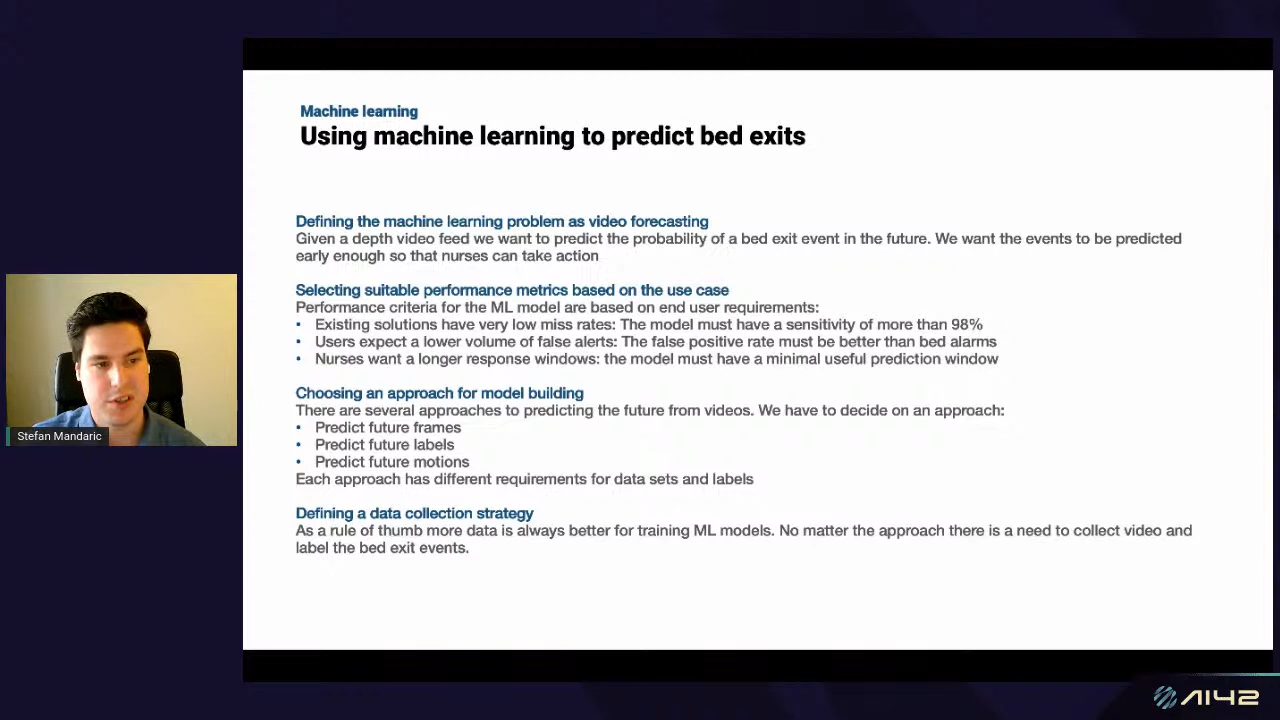 Machine learning
Using machine learning to predict bed exits
Defining the machine learning problem as video forecasting
Given a depth video feed we want to predict the probability of a bed exit event in the future. We want the events to be predicted
early enough so that nurses can take action
Selecting suitable performance metrics based on the use case
Performance criteria for the ML model are based on end user requirements:
• Existing solutions have very low miss rates: The model must have a sensitivity of more than 98%
• Users expect a lower volume of false alerts: The false positive rate must be better than bed alarms
• Nurses want a longer response windows: the model must have a minimal useful prediction window
Choosing an approach for model building
There are several approaches to predicting the future from videos. We have to decide on an approach:
• Predict future frames
• Predict future labels
• Predict future motions
Each approach has different requirements for data sets and labels
Defining a data collection strategy
As a rule of thumb more data is always better for training ML models. No matter the approach there is a need to collect video and
label the bed exit events.
Stefan Mandaric
AI42